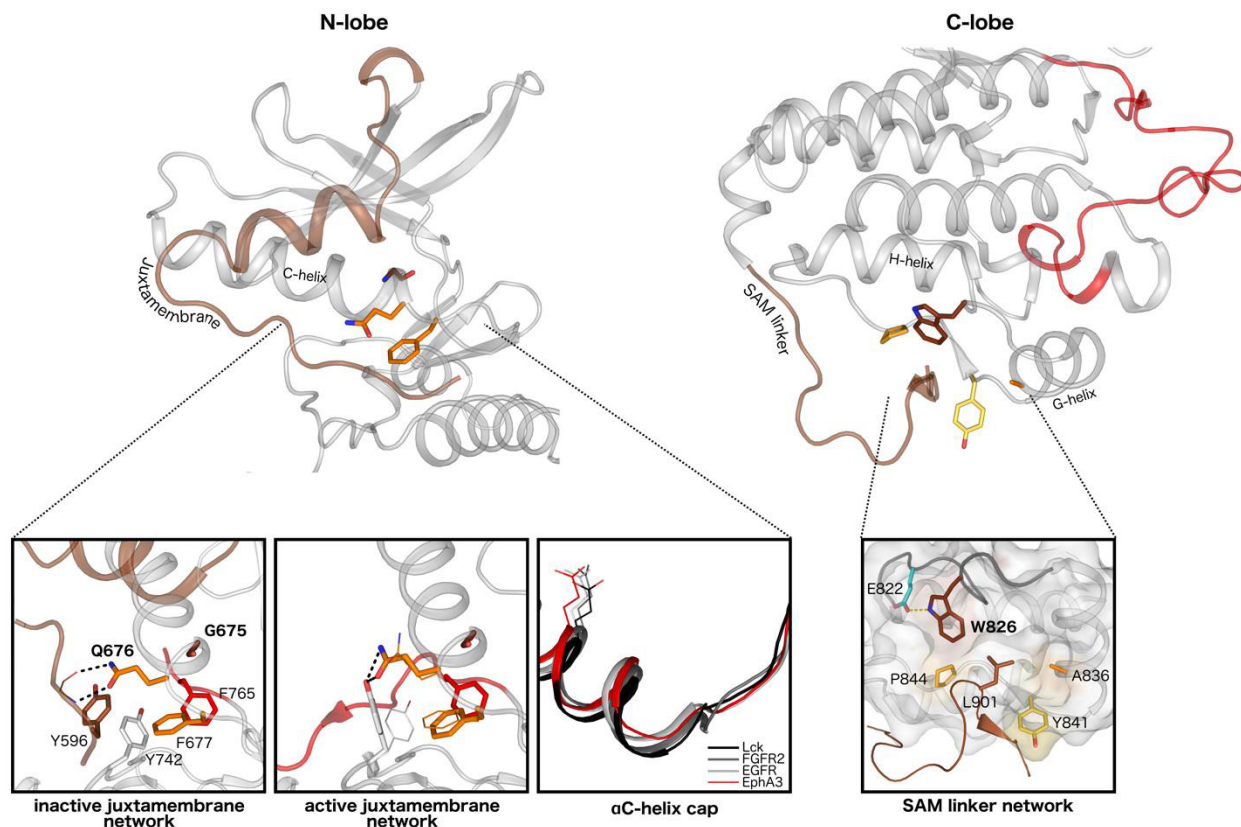 N-lobe
C-lobe
Juxtamembrane
C-helix
H-helix
SAM linker
G-helix
Q676
G675
F765
Y596
F677
Y742
inactive juxtamembrane
network
active juxtamembrane
network
Lck
FGFR2
EGFR
EphA3
αC-helix cap
E822
W826
P844
A836
L901
Y841
SAM linker network